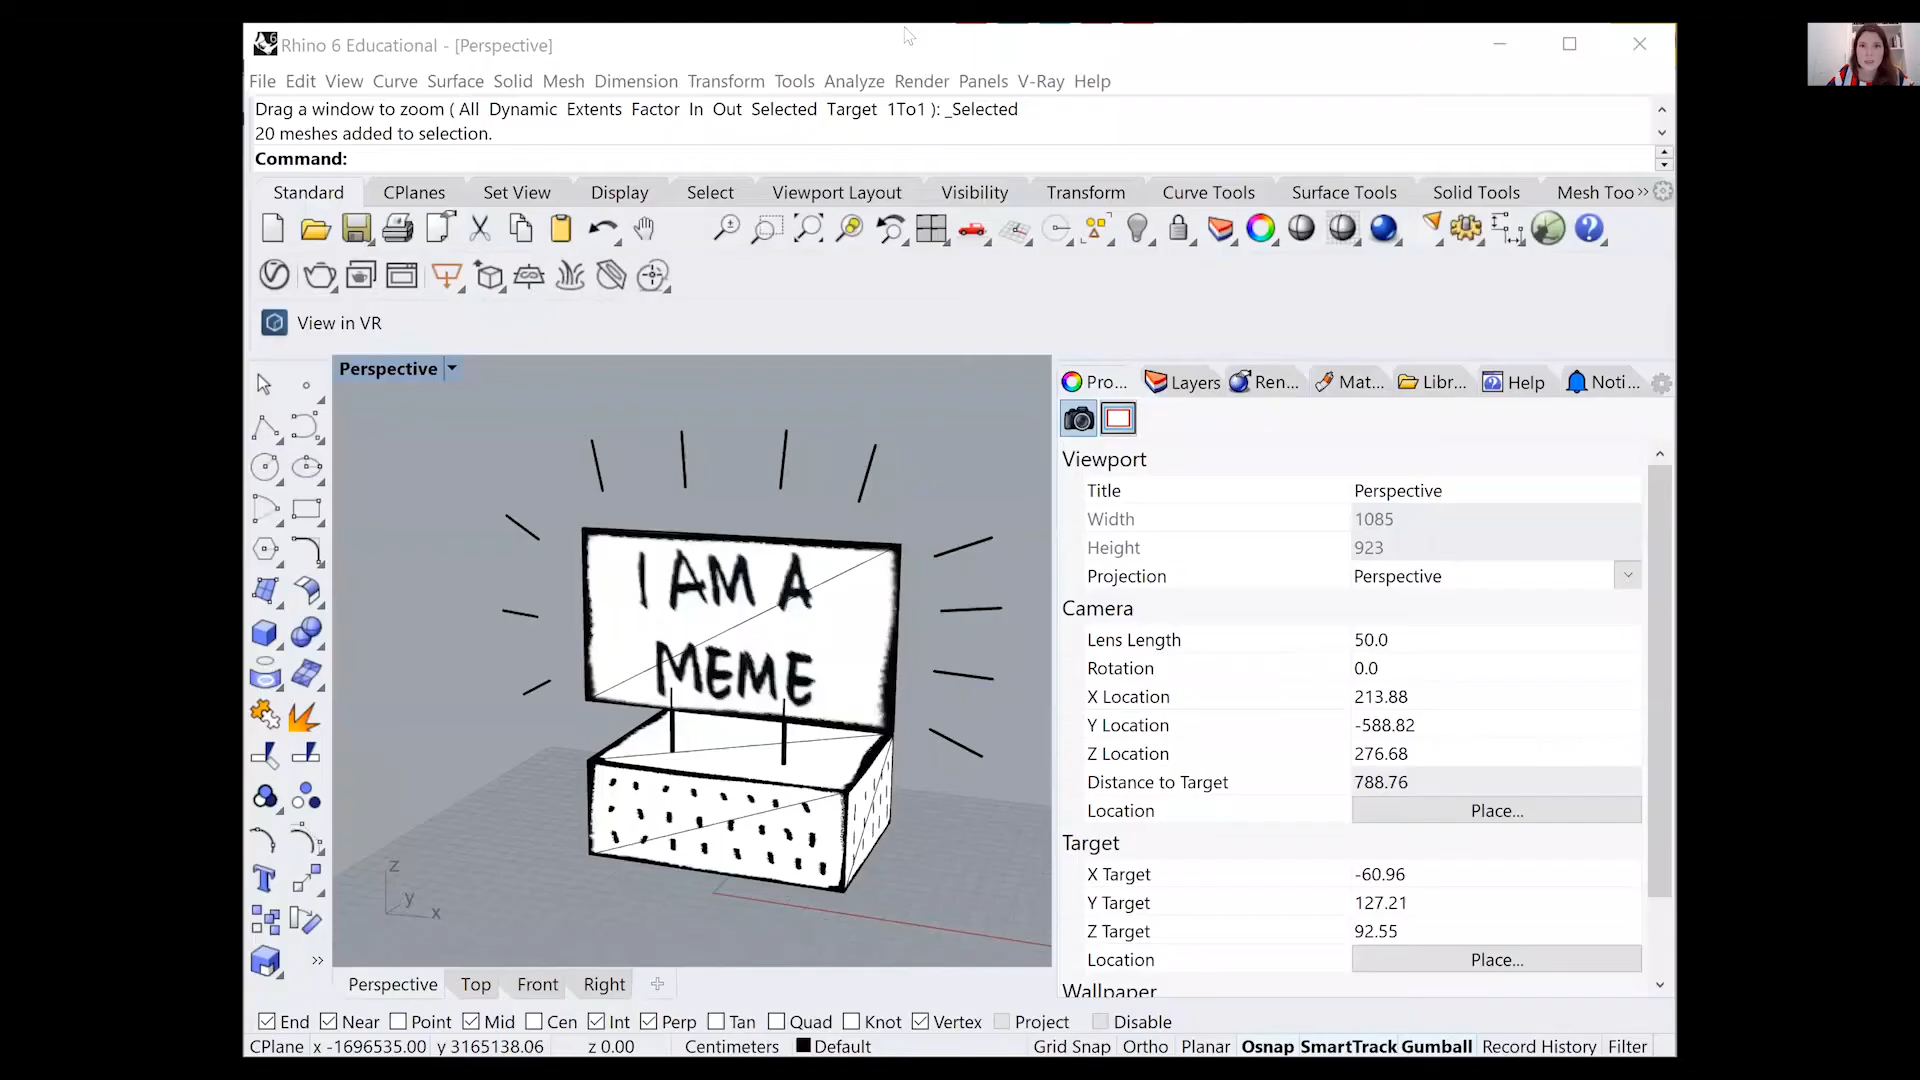 Rhino 6 Educational - [Perspective]
File Edit View Curve Surface Solid Mesh Dimension Transform Tools Analyze Render Panels V-Ray Help
Drag a window to zoom ( All Dynamic Extents Factor In Out Selected Target 1To1 ): _Selected
20 meshes added to selection.
Command:
Standard CPlanes Set View Display Select Viewport Layout Visibility Transform Curve Tools Surface Tools Solid Tools Mesh Too
View in VR
Perspective
Pro... Layers Ren... Mat... Libr... Help Noti...
I AM A
MEME
z
y
x
Viewport
Title Perspective
Width 1085
Height 923
Projection Perspective
Camera
Lens Length 50.0
Rotation 0.0
X Location 213.88
Y Location -588.82
Z Location 276.68
Distance to Target 788.76
Location Place...
Target
X Target -60.96
Y Target 127.21
Z Target 92.55
Location Place...
Wallpaper
Perspective Top Front Right
End Near Point Mid Cen Int Perp Tan Quad Knot Vertex Project Disable
CPlane x -1696535.00 y 3165138.06 z 0.00 Centimeters Default Grid Snap Ortho Planar Osnap SmartTrack Gumball Record History Filter